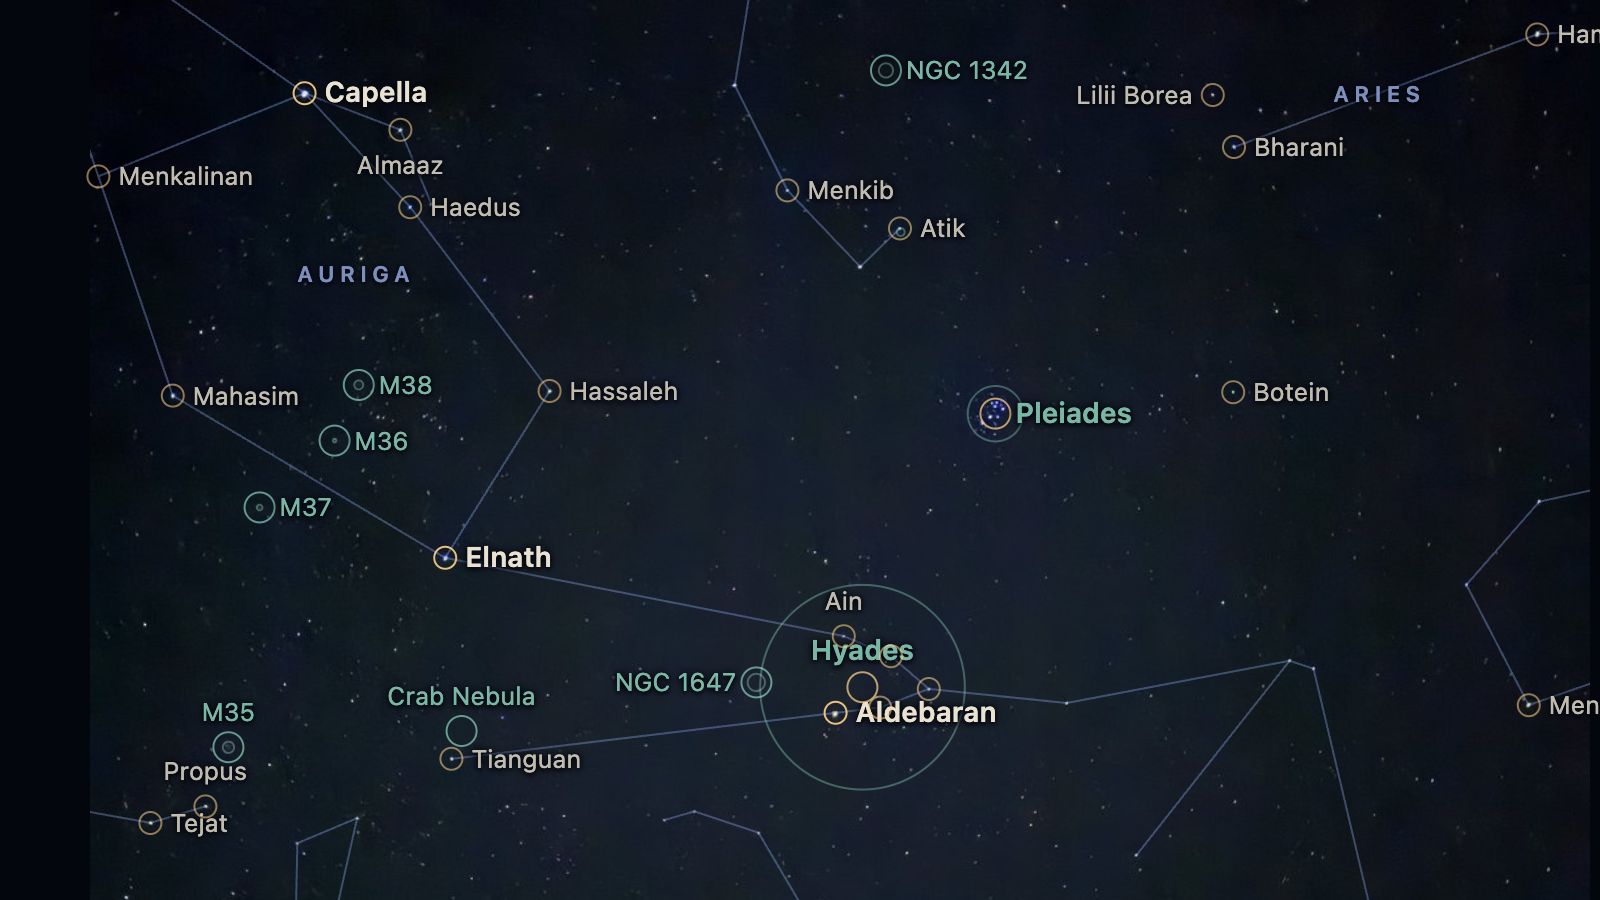 Ham
Capella
NGC 1342
Lilii Borea
ARIES
Almaaz
Bharani
Menkalinan
Menkib
Haedus
Atik
AURIGA
M38
Hassaleh
Botein
Mahasim
Pleiades
M36
M37
Elnath
Ain
Hyades
NGC 1647
Crab Nebula
Men
M35
Aldebaran
Tianguan
Propus
Tejat